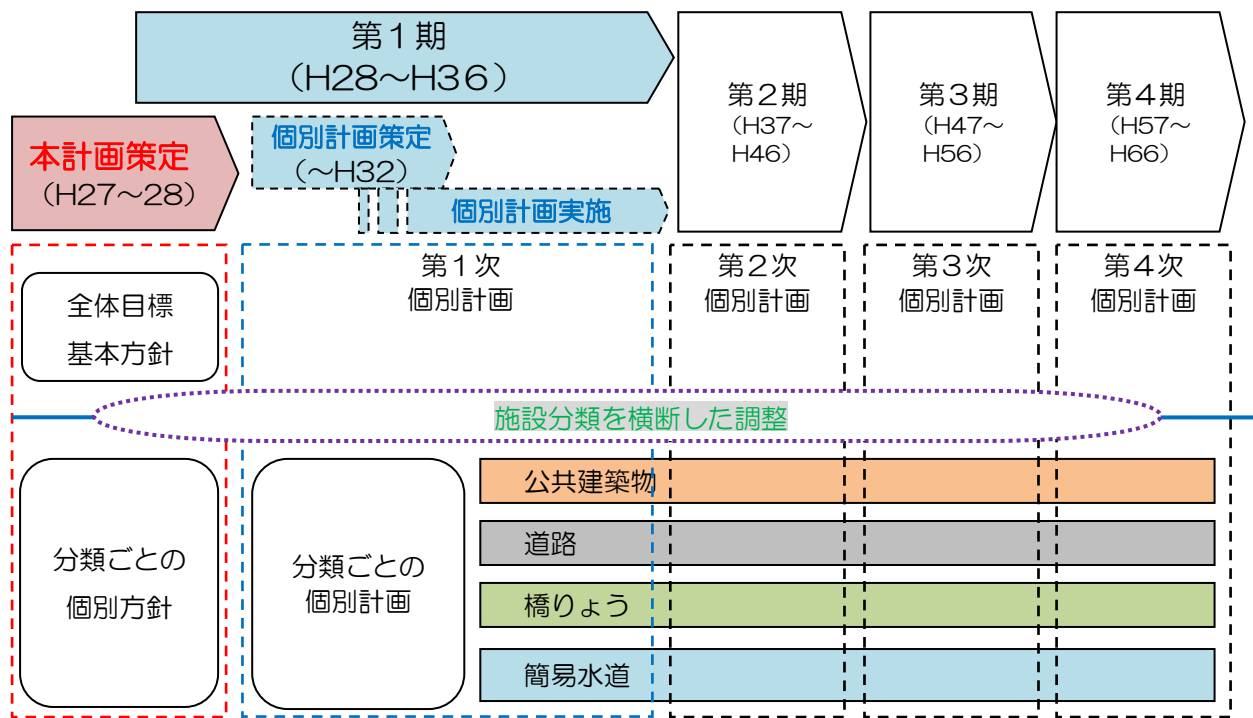 第１期
（H28～H３６）
第２期
（H37～
H46）
第３期
（H47～
H56）
第４期
（H57～
H66）
本計画策定
（H27～28）
個別計画策定
（～H32）
個別計画実施
全体目標
基本方針
第１次
個別計画
第２次
個別計画
第３次
個別計画
第４次
個別計画
施設分類を横断した調整
分類ごとの
個別方針
分類ごとの
個別計画
公共建築物
道路
橋りょう
簡易水道